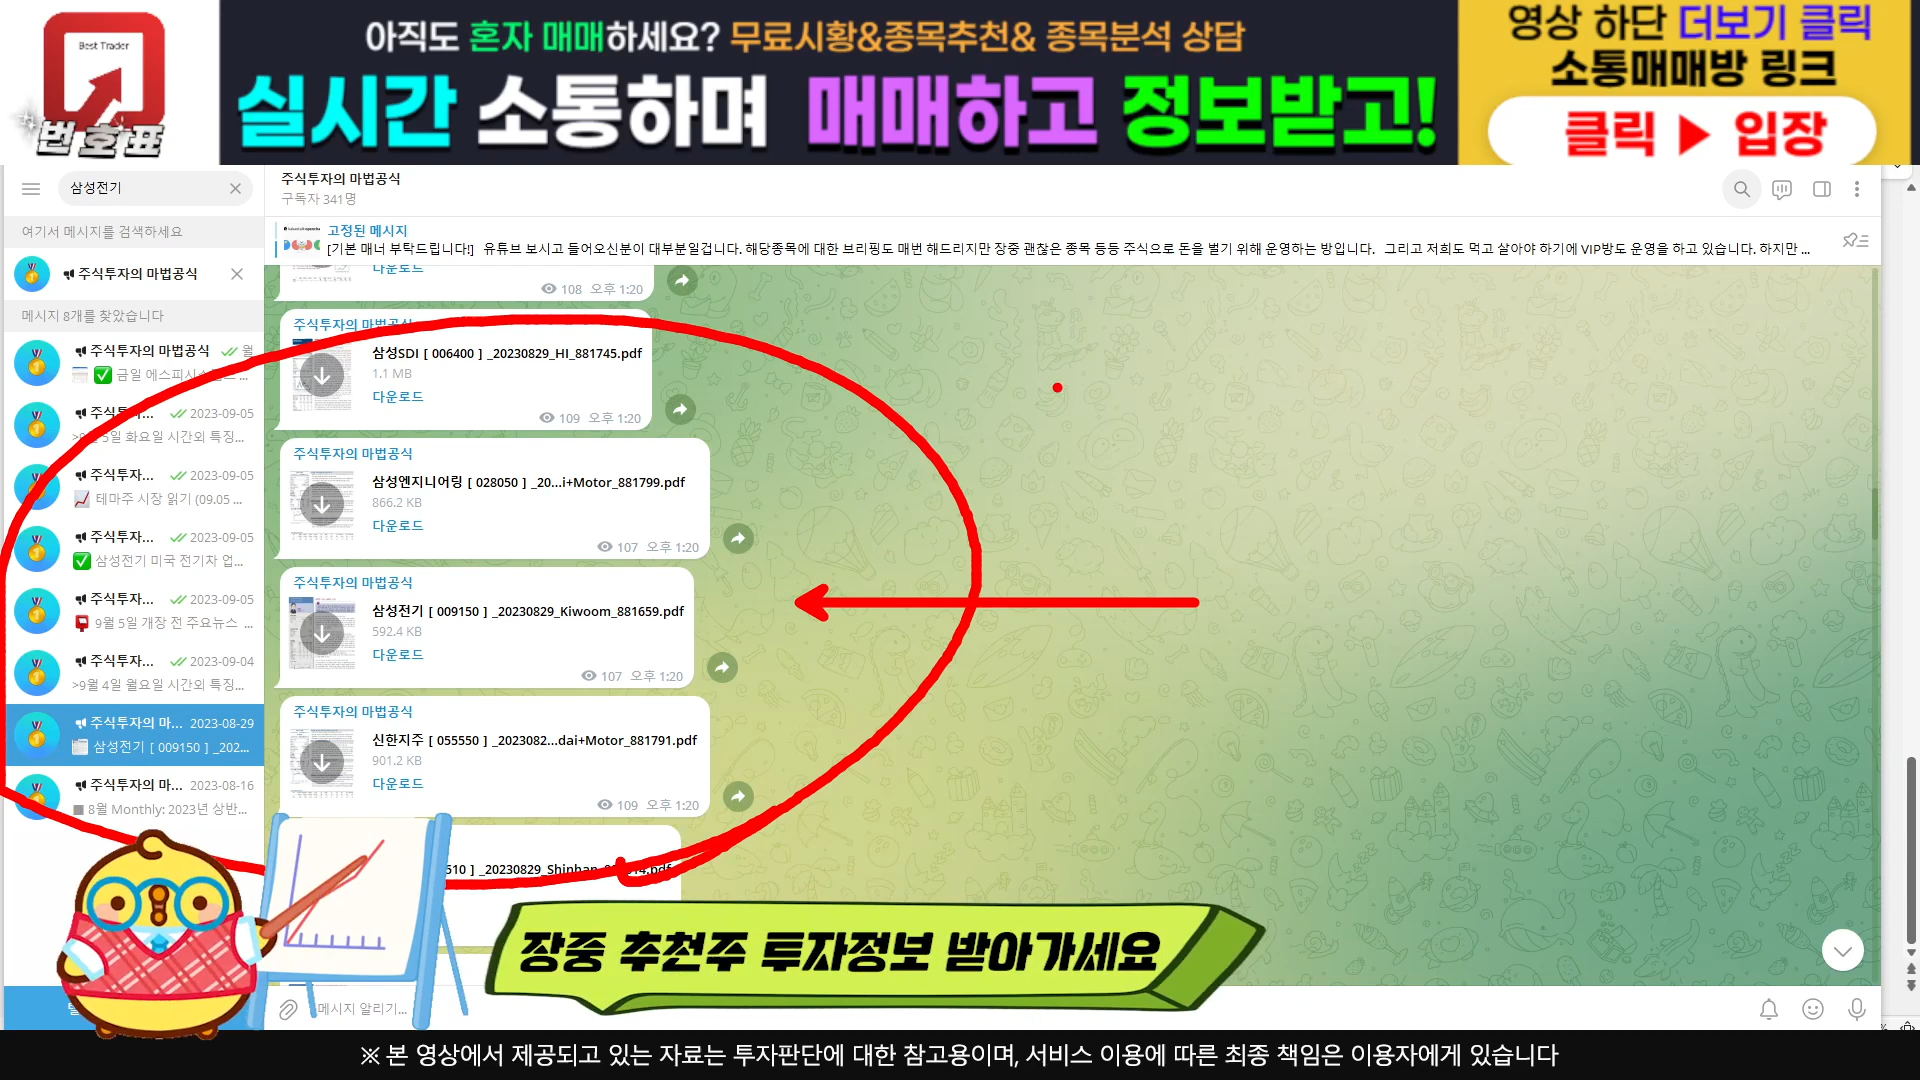 Best Trader
번호표
아직도 혼자 매매하세요? 무료시황&종목추천& 종목분석 상담
실시간 소통하며 매매하고 정보받고!
영상 하단 더보기 클릭
소통매매방 링크
클릭 ▶ 입장
삼성전기
여기서 메시지를 검색하세요
주식투자의 마법공식
메시지 8개를 찾았습니다
주식투자의 마법공식 월
✅ 금일 에스피시스템스 ...
주식투자... 2023-09-05
>9월 5일 화요일 시간외 특징...
주식투자... 2023-09-05
테마주 시장 읽기 (09.05 ...
주식투자... 2023-09-05
✅ 삼성전기 미국 전기차 업...
주식투자... 2023-09-05
9월 5일 개장 전 주요뉴스 ...
주식투자... 2023-09-04
>9월 4일 월요일 시간외 특징...
주식투자의 마... 2023-08-29
삼성전기 [ 009150 ] _202...
주식투자의 마... 2023-08-16
■ 8월 Monthly: 2023년 상반...
주식투자의 마법공식
구독자 341명
고정된 메시지
[기본 매너 부탁드립니다!] 유튜브 보시고 들어오신분이 대부분일겁니다. 해당종목에 대한 브리핑도 매번 해드리지만 장중 괜찮은 종목 등등 주식으로 돈을 벌기 위해 운영하는 방입니다. 그리고 저희도 먹고 살아야 하기에 VIP방도 운영을 하고 있습니다. 하지만 ...
다운로드
108 오후 1:20
주식투자의 마법공식
삼성SDI [ 006400 ] _20230829_HI_881745.pdf
1.1 MB
다운로드
109 오후 1:20
주식투자의 마법공식
삼성엔지니어링 [ 028050 ] _20...i+Motor_881799.pdf
866.2 KB
다운로드
107 오후 1:20
주식투자의 마법공식
삼성전기 [ 009150 ] _20230829_Kiwoom_881659.pdf
592.4 KB
다운로드
107 오후 1:20
주식투자의 마법공식
신한지주 [ 055550 ] _2023082...dai+Motor_881791.pdf
901.2 KB
다운로드
109 오후 1:20
510 ] _20230829_Shinhan
메시지 알리기...
장중 추천주 투자정보 받아가세요
※ 본 영상에서 제공되고 있는 자료는 투자판단에 대한 참고용이며, 서비스 이용에 따른 최종 책임은 이용자에게 있습니다